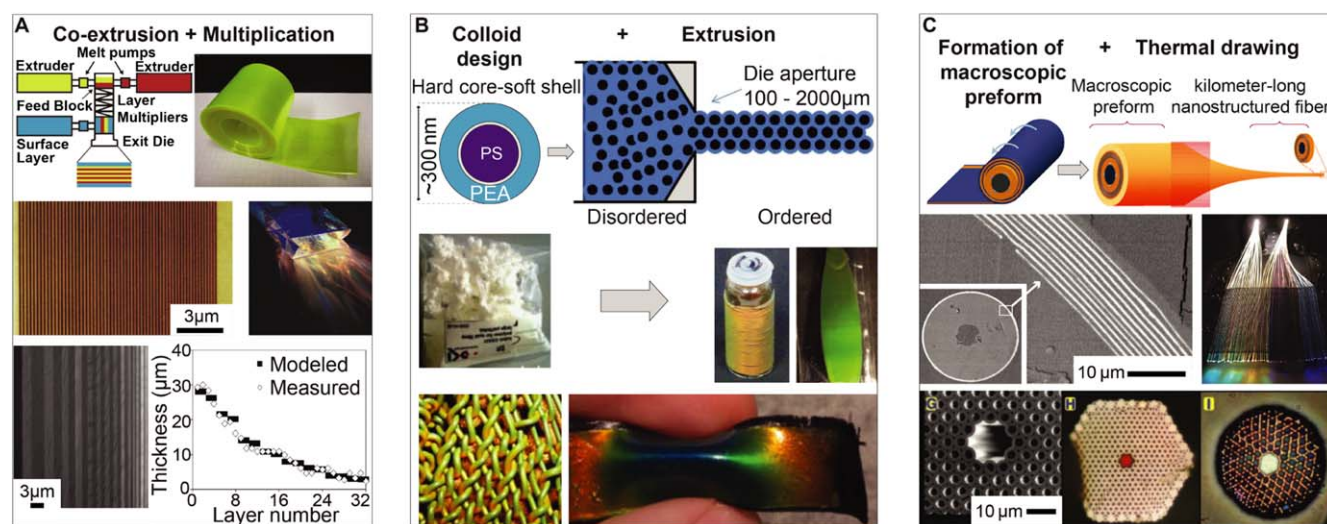 A
Co-extrusion + Multiplication
Melt pumps
Extruder
Extruder
Feed Block
Layer
Multipliers
Surface
Layer
Exit Die
3μm
3μm
Thickness (μm)
40
30
20
10
0
Modeled
Measured
0
8
16
24
32
Layer number
B
Colloid
design
+
Extrusion
Hard core-soft shell
~300 nm
PS
PEA
Die aperture
100 - 2000μm
Disordered
Ordered
C
Formation of
macroscopic
preform
+
Thermal drawing
Macroscopic
preform
kilometer-long
nanostructured fiber
10 μm
G
10 μm
H
I